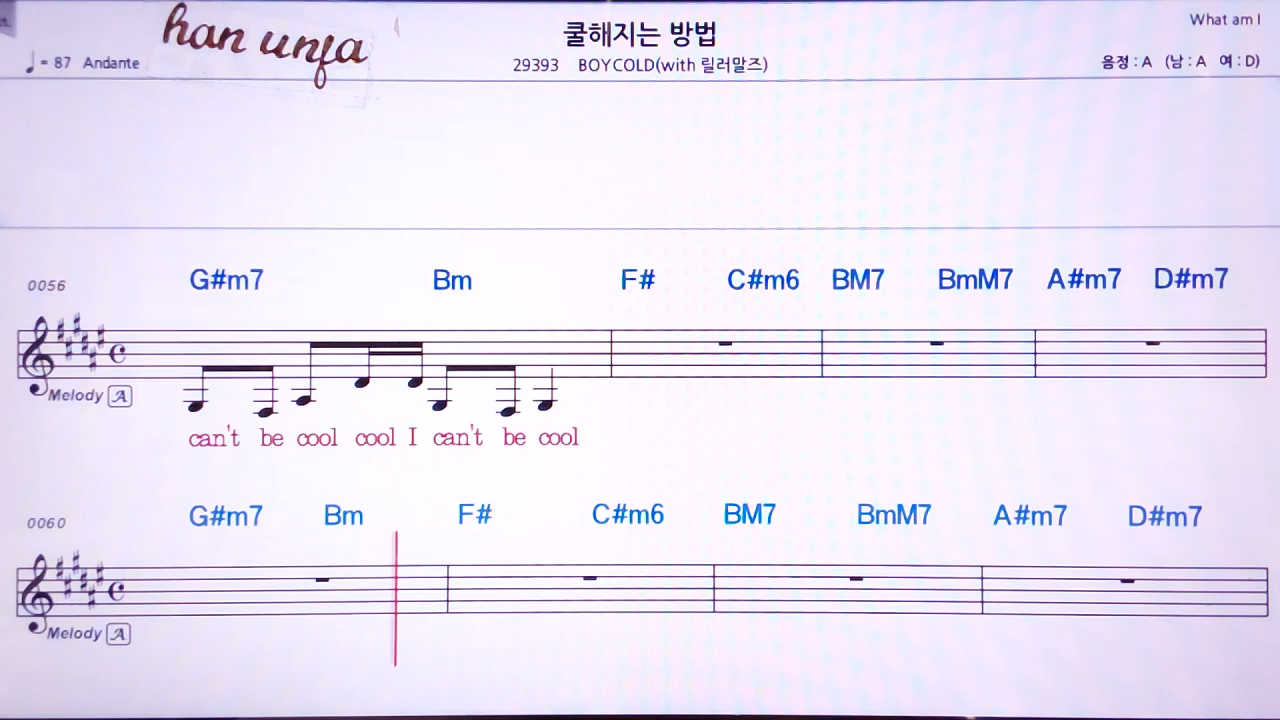 han unfa
쿨해지는 방법
What am I
♩= 87 Andante
29393 BOYCOLD(with 릴러말즈)
음정 : A (남 : A 여 : D)
0056
G#m7 Bm F# C#m6 BM7 BmM7 A#m7 D#m7
Melody A
can't be cool cool I can't be cool
0060
G#m7 Bm F# C#m6 BM7 BmM7 A#m7 D#m7
Melody A